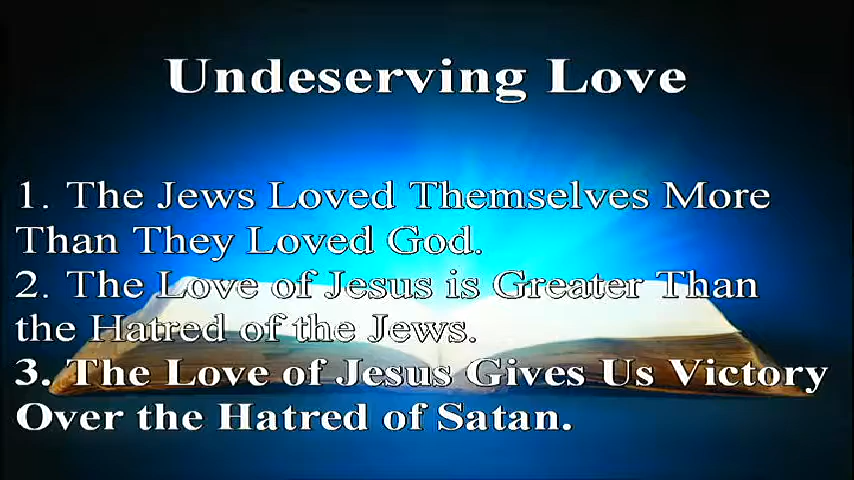 Undeserving Love
1. The Jews Loved Themselves More
Than They Loved God.
2. The Love of Jesus is Greater Than
the Hatred of the Jews.
3. The Love of Jesus Gives Us Victory
Over the Hatred of Satan.